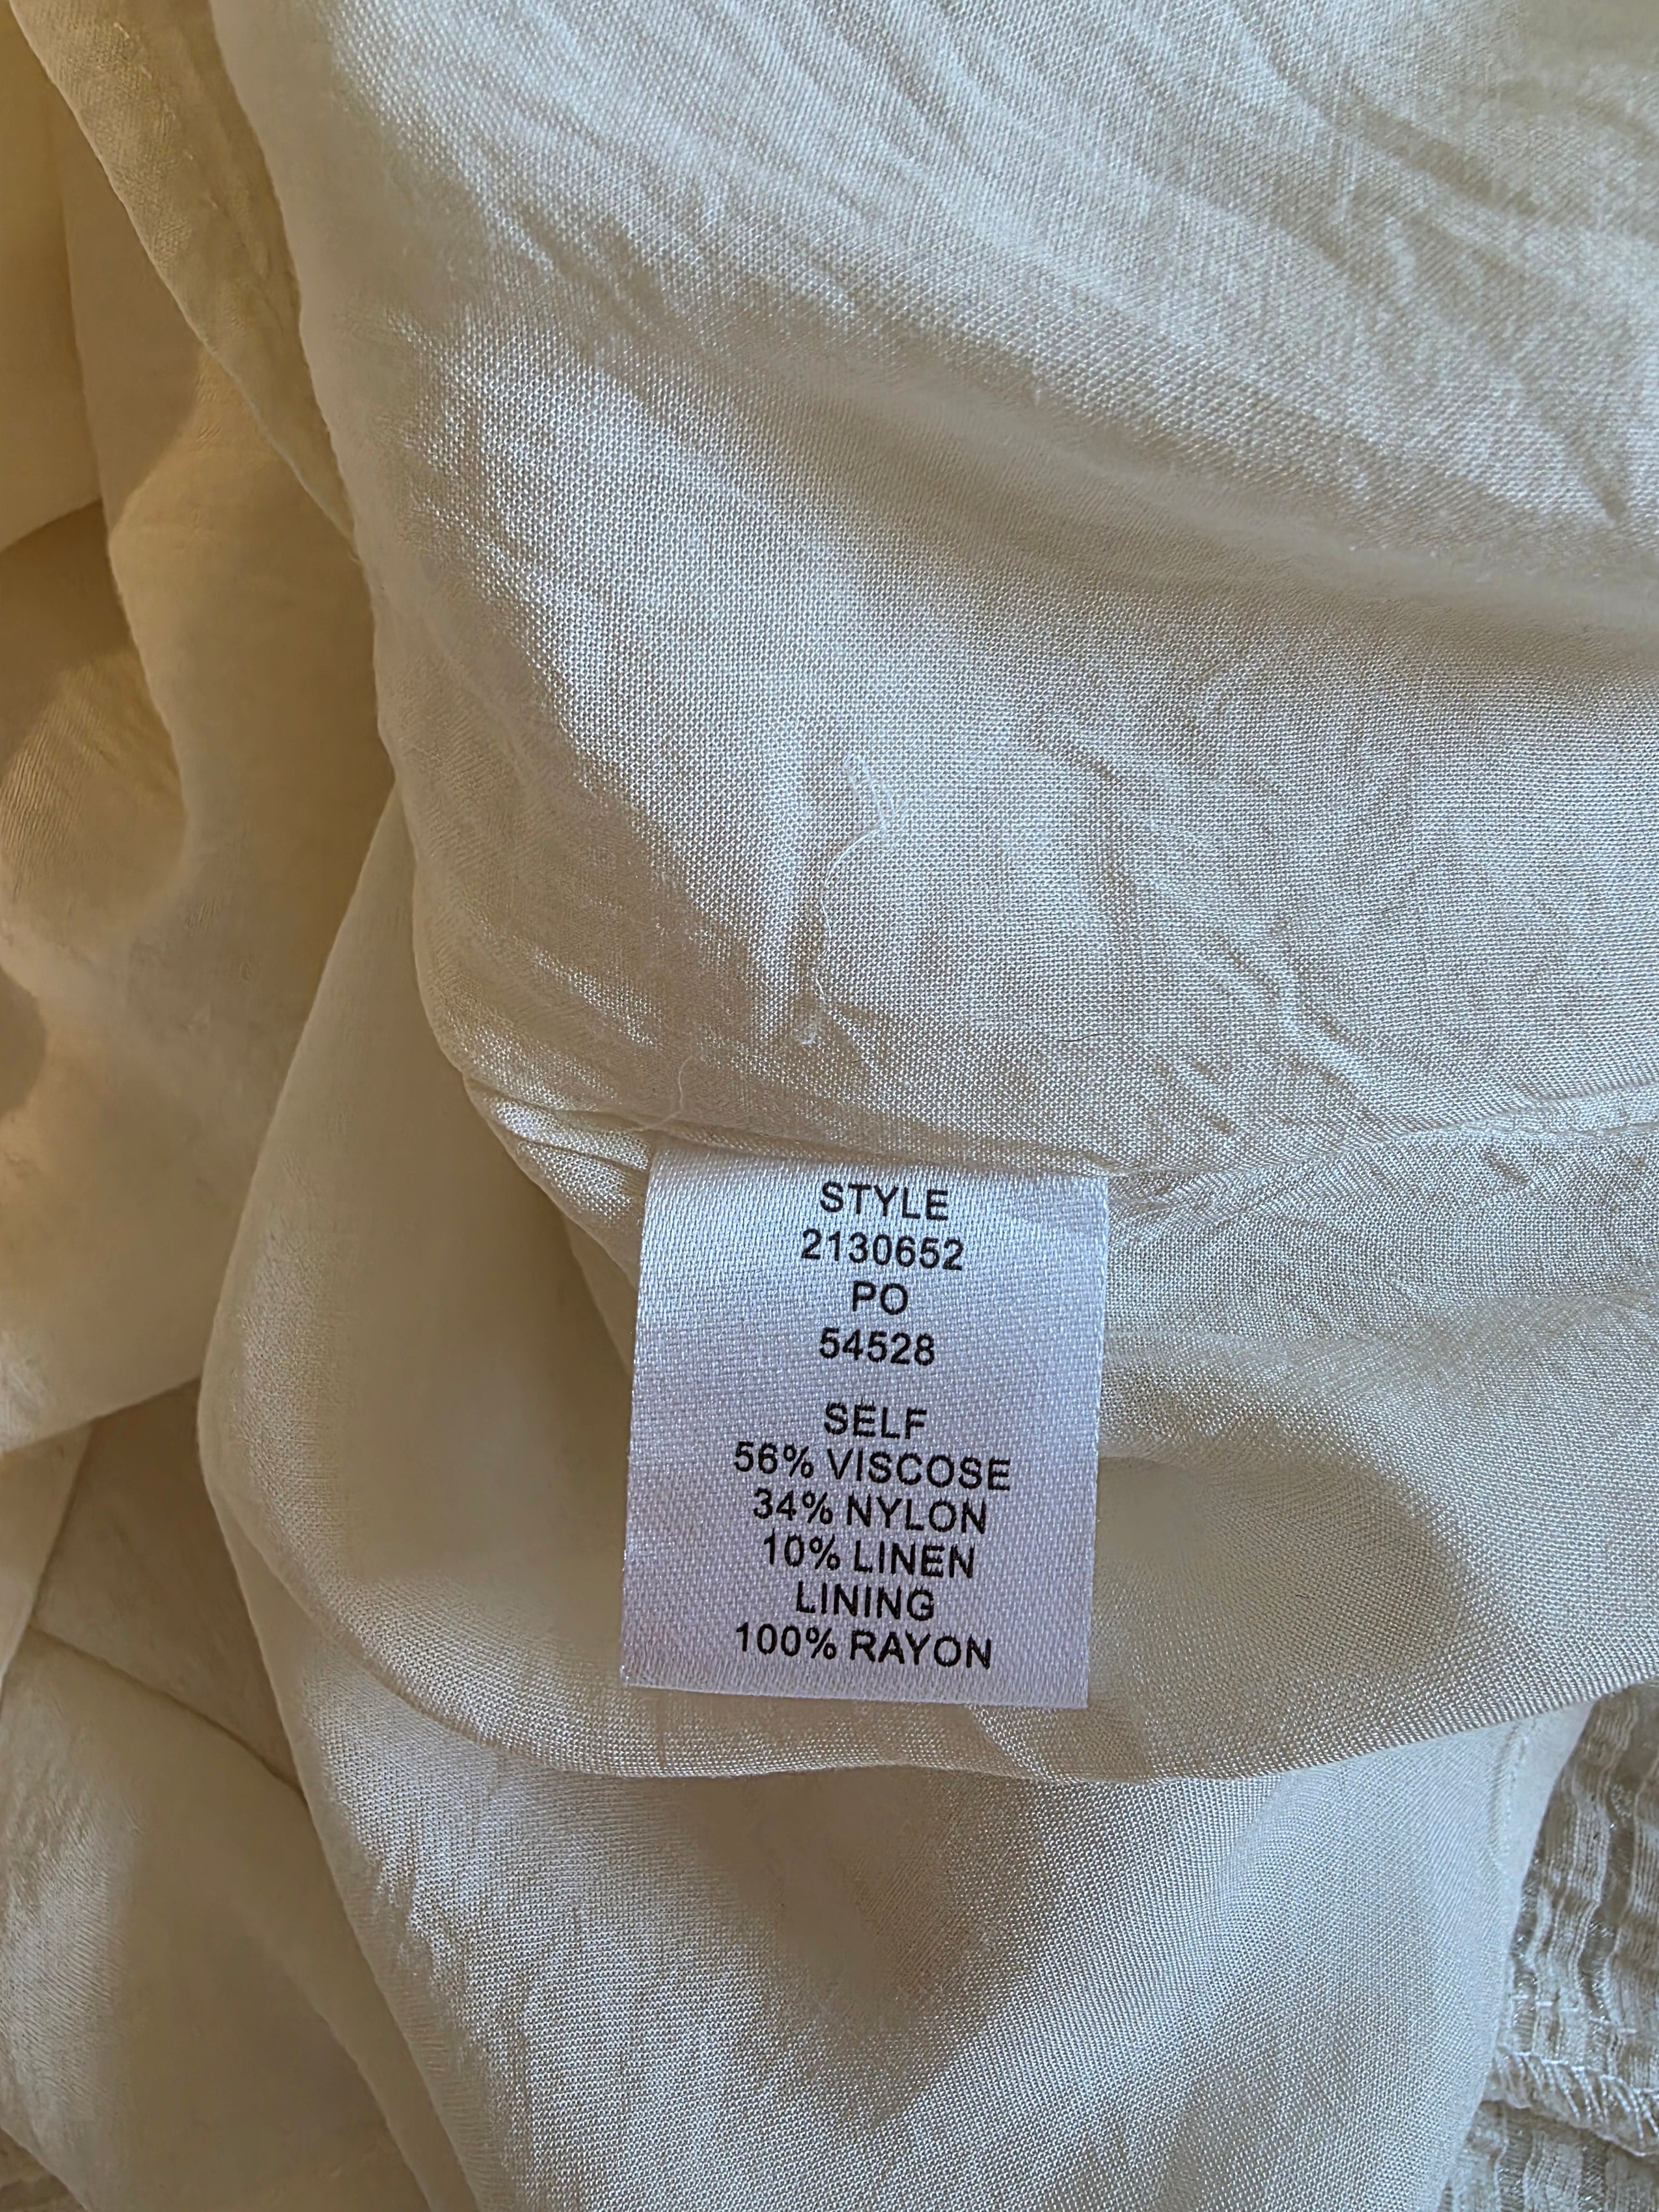 STYLE
2130652
PO
54528
SELF
56% VISCOSE
34% NYLON
10% LINEN
LINING
100% RAYON